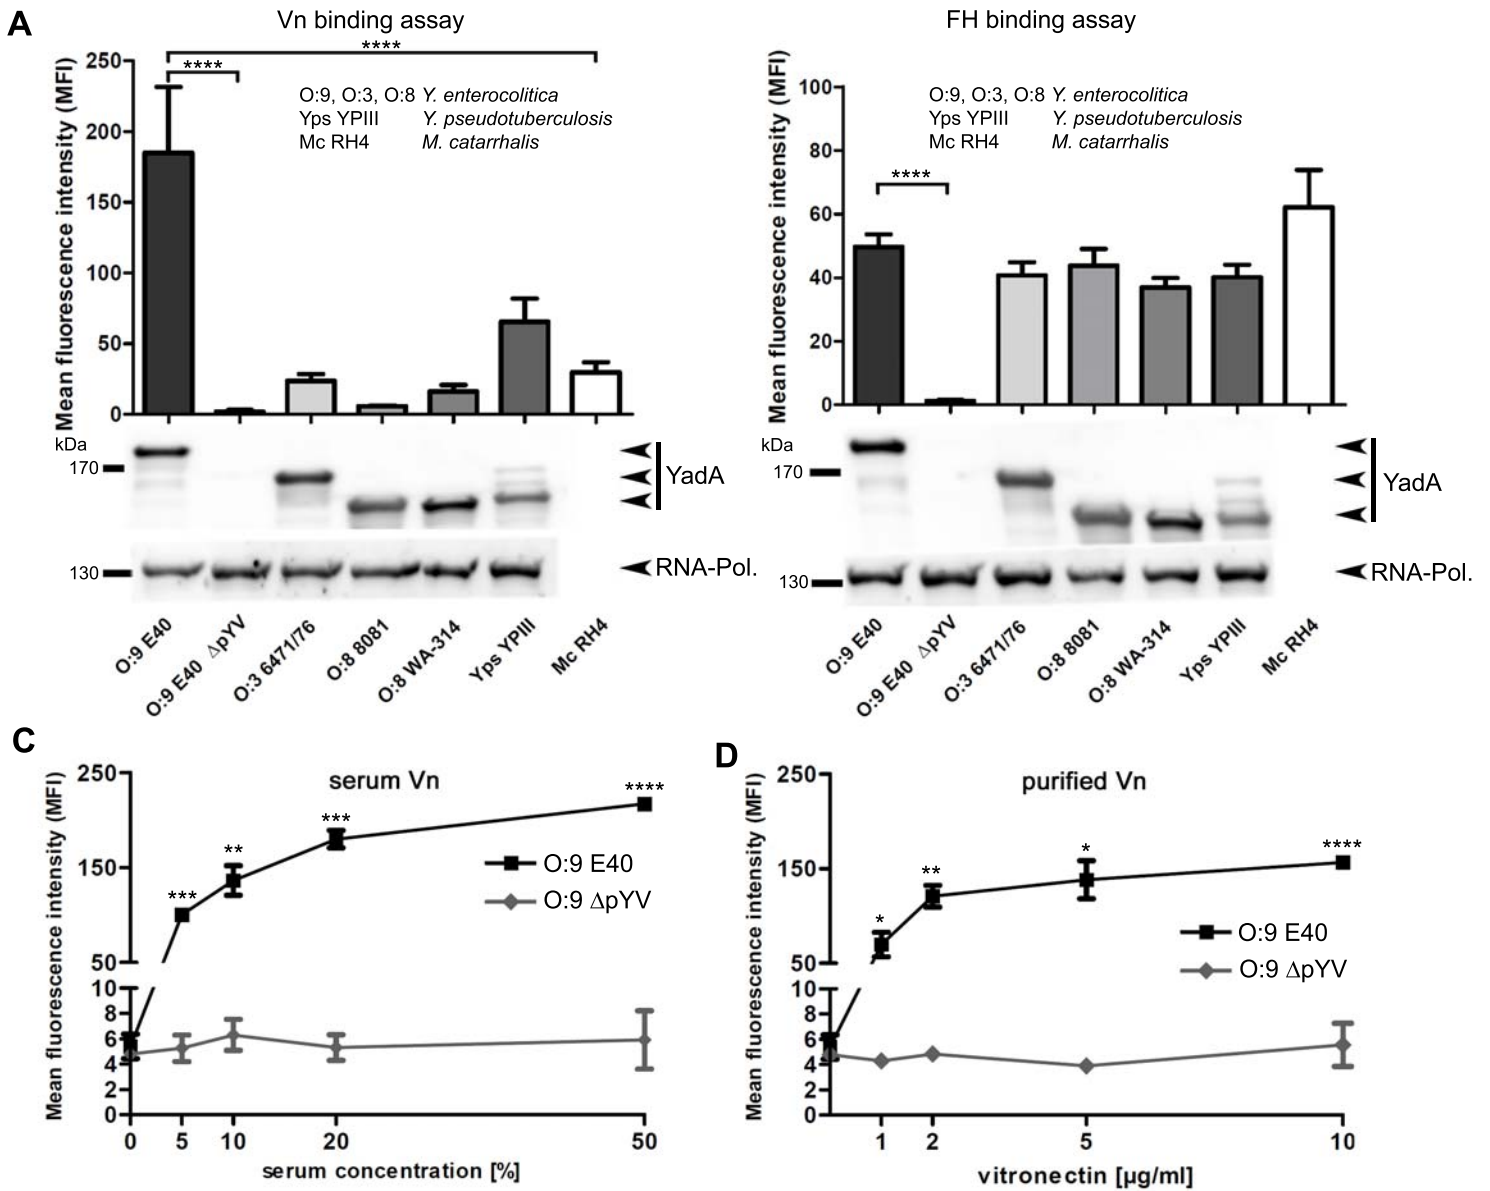 A
Vn binding assay
FH binding assay
Mean fluorescence intensity (MFI)
250
200
150
100
50
0
****
****
O:9, O:3, O:8 Y. enterocolitica
Yps YPIII Y. pseudotuberculosis
Mc RH4 M. catarrhalis
kDa
170
YadA
130
RNA-Pol.
O:9 E40
O:9 E40 ΔpYV
O:3 6471/76
O:8 8081
O:8 WA-314
Yps YPIII
Mc RH4
Mean fluorescence intensity (MFI)
100
80
60
40
20
0
O:9, O:3, O:8 Y. enterocolitica
Yps YPIII Y. pseudotuberculosis
Mc RH4 M. catarrhalis
****
kDa
170
YadA
130
RNA-Pol.
O:9 E40
O:9 E40 ΔpYV
O:3 6471/76
O:8 8081
O:8 WA-314
Yps YPIII
Mc RH4
C
serum Vn
Mean fluorescence intensity (MFI)
250
150
50
10
8
6
4
2
0
***
**
***
****
O:9 E40
O:9 ΔpYV
0 5 10 20 50
serum concentration [%]
D
purified Vn
Mean fluorescence intensity (MFI)
250
150
50
10
8
6
4
2
0
*
**
*
****
O:9 E40
O:9 ΔpYV
1 2 5 10
vitronectin [µg/ml]